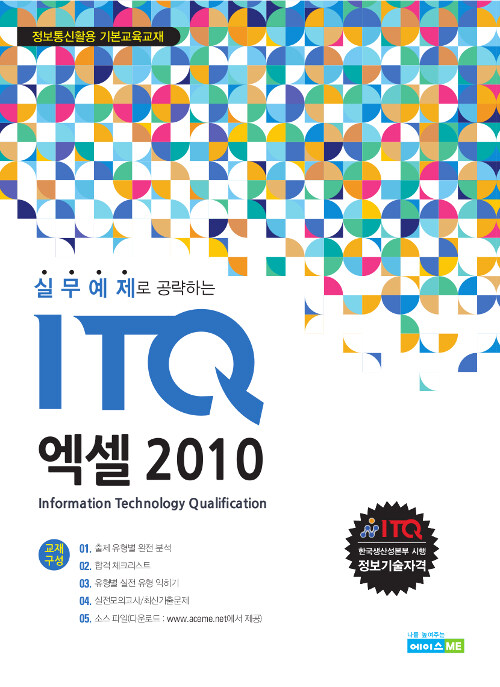 정보통신활용 기본교육교재
실무예제로 공략하는
ITQ
엑셀 2010
Information Technology Qualification
교재
구성
01. 출제 유형별 완전 분석
02. 합격 체크리스트
03. 유형별 실전 유형 익히기
04. 실전모의고사/최신기출문제
05. 소스 파일(다운로드 : www.aceme.net에서 제공)
ITQ
한국생산성본부 시행
정보기술자격
나를 높여주는
에이스 ME